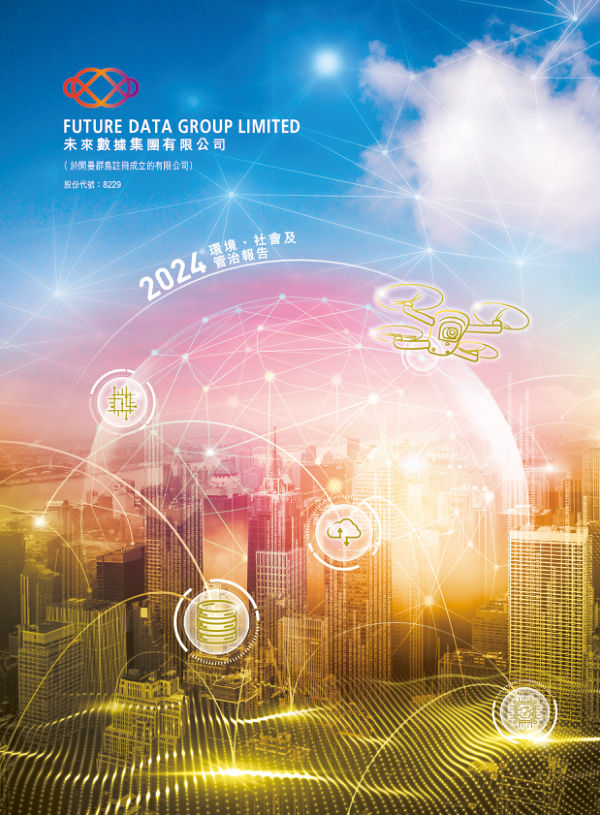 FUTURE DATA GROUP LIMITED
未來數據集團有限公司
（於開曼群島註冊成立的有限公司）
股份代號：8229
2024 環境、社會及
管治報告